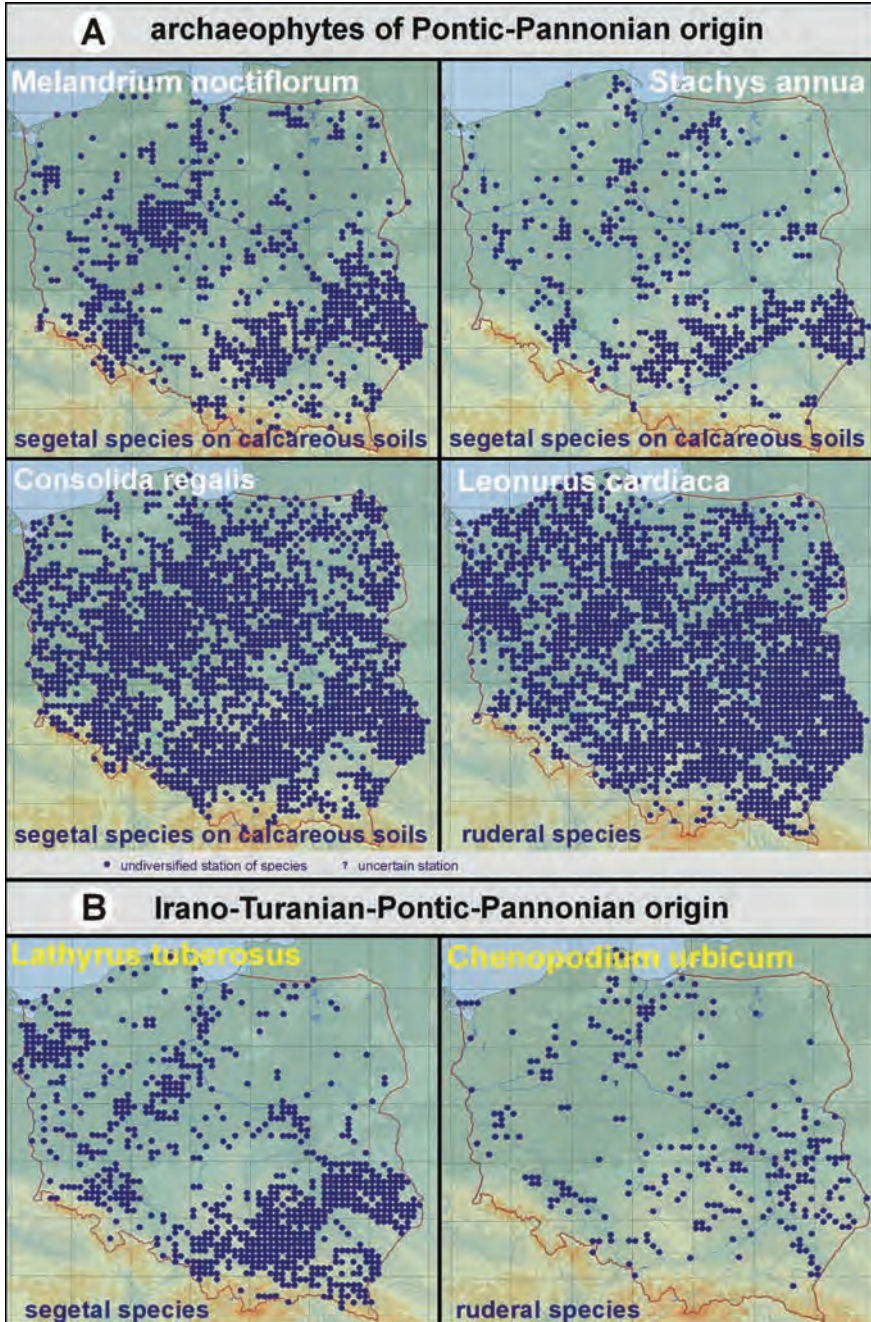 A archaeophytes of Pontic-Pannonian origin
Melandrium noctiflorum
Stachys annua
segetal species on calcareous soils
segetal species on calcareous soils
Consolida regalis
Leonurus cardiaca
segetal species on calcareous soils
ruderal species
undiversified station of species ? uncertain station
B Irano-Turanian-Pontic-Pannonian origin
Lathyrus tuberosus
Chenopodium urbicum
segetal species
ruderal species